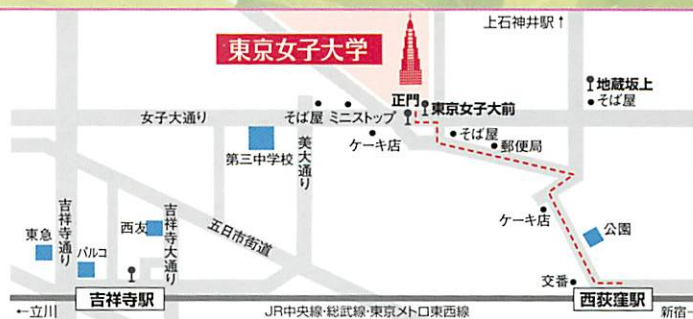 上石神井駅↑
東京女子大学
地蔵坂上
そば屋
正門
東京女子大前
女子大通り
そば屋
ミニストップ
そば屋
郵便局
ケーキ店
第三中学校
美大通り
吉祥寺通り
吉祥寺大通り
五日市街道
東急
パルコ
西友
ケーキ店
公園
交番
←立川
吉祥寺駅
JR中央線・総武線・東京メトロ東西線
西荻窪駅
新宿→